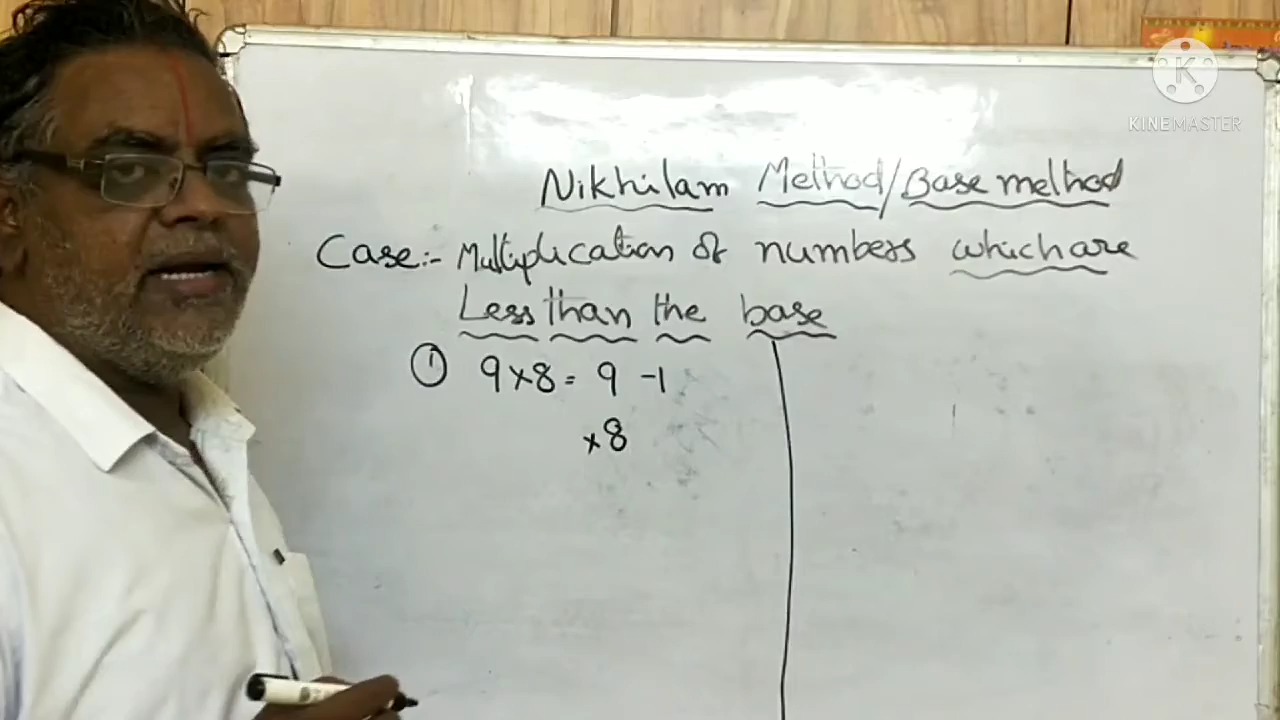 K
KINEMASTER
Nikhilam Method/Base method
Case:- Multiplication of numbers which are
Less than the base
① 9×8 = 9 -1
×8